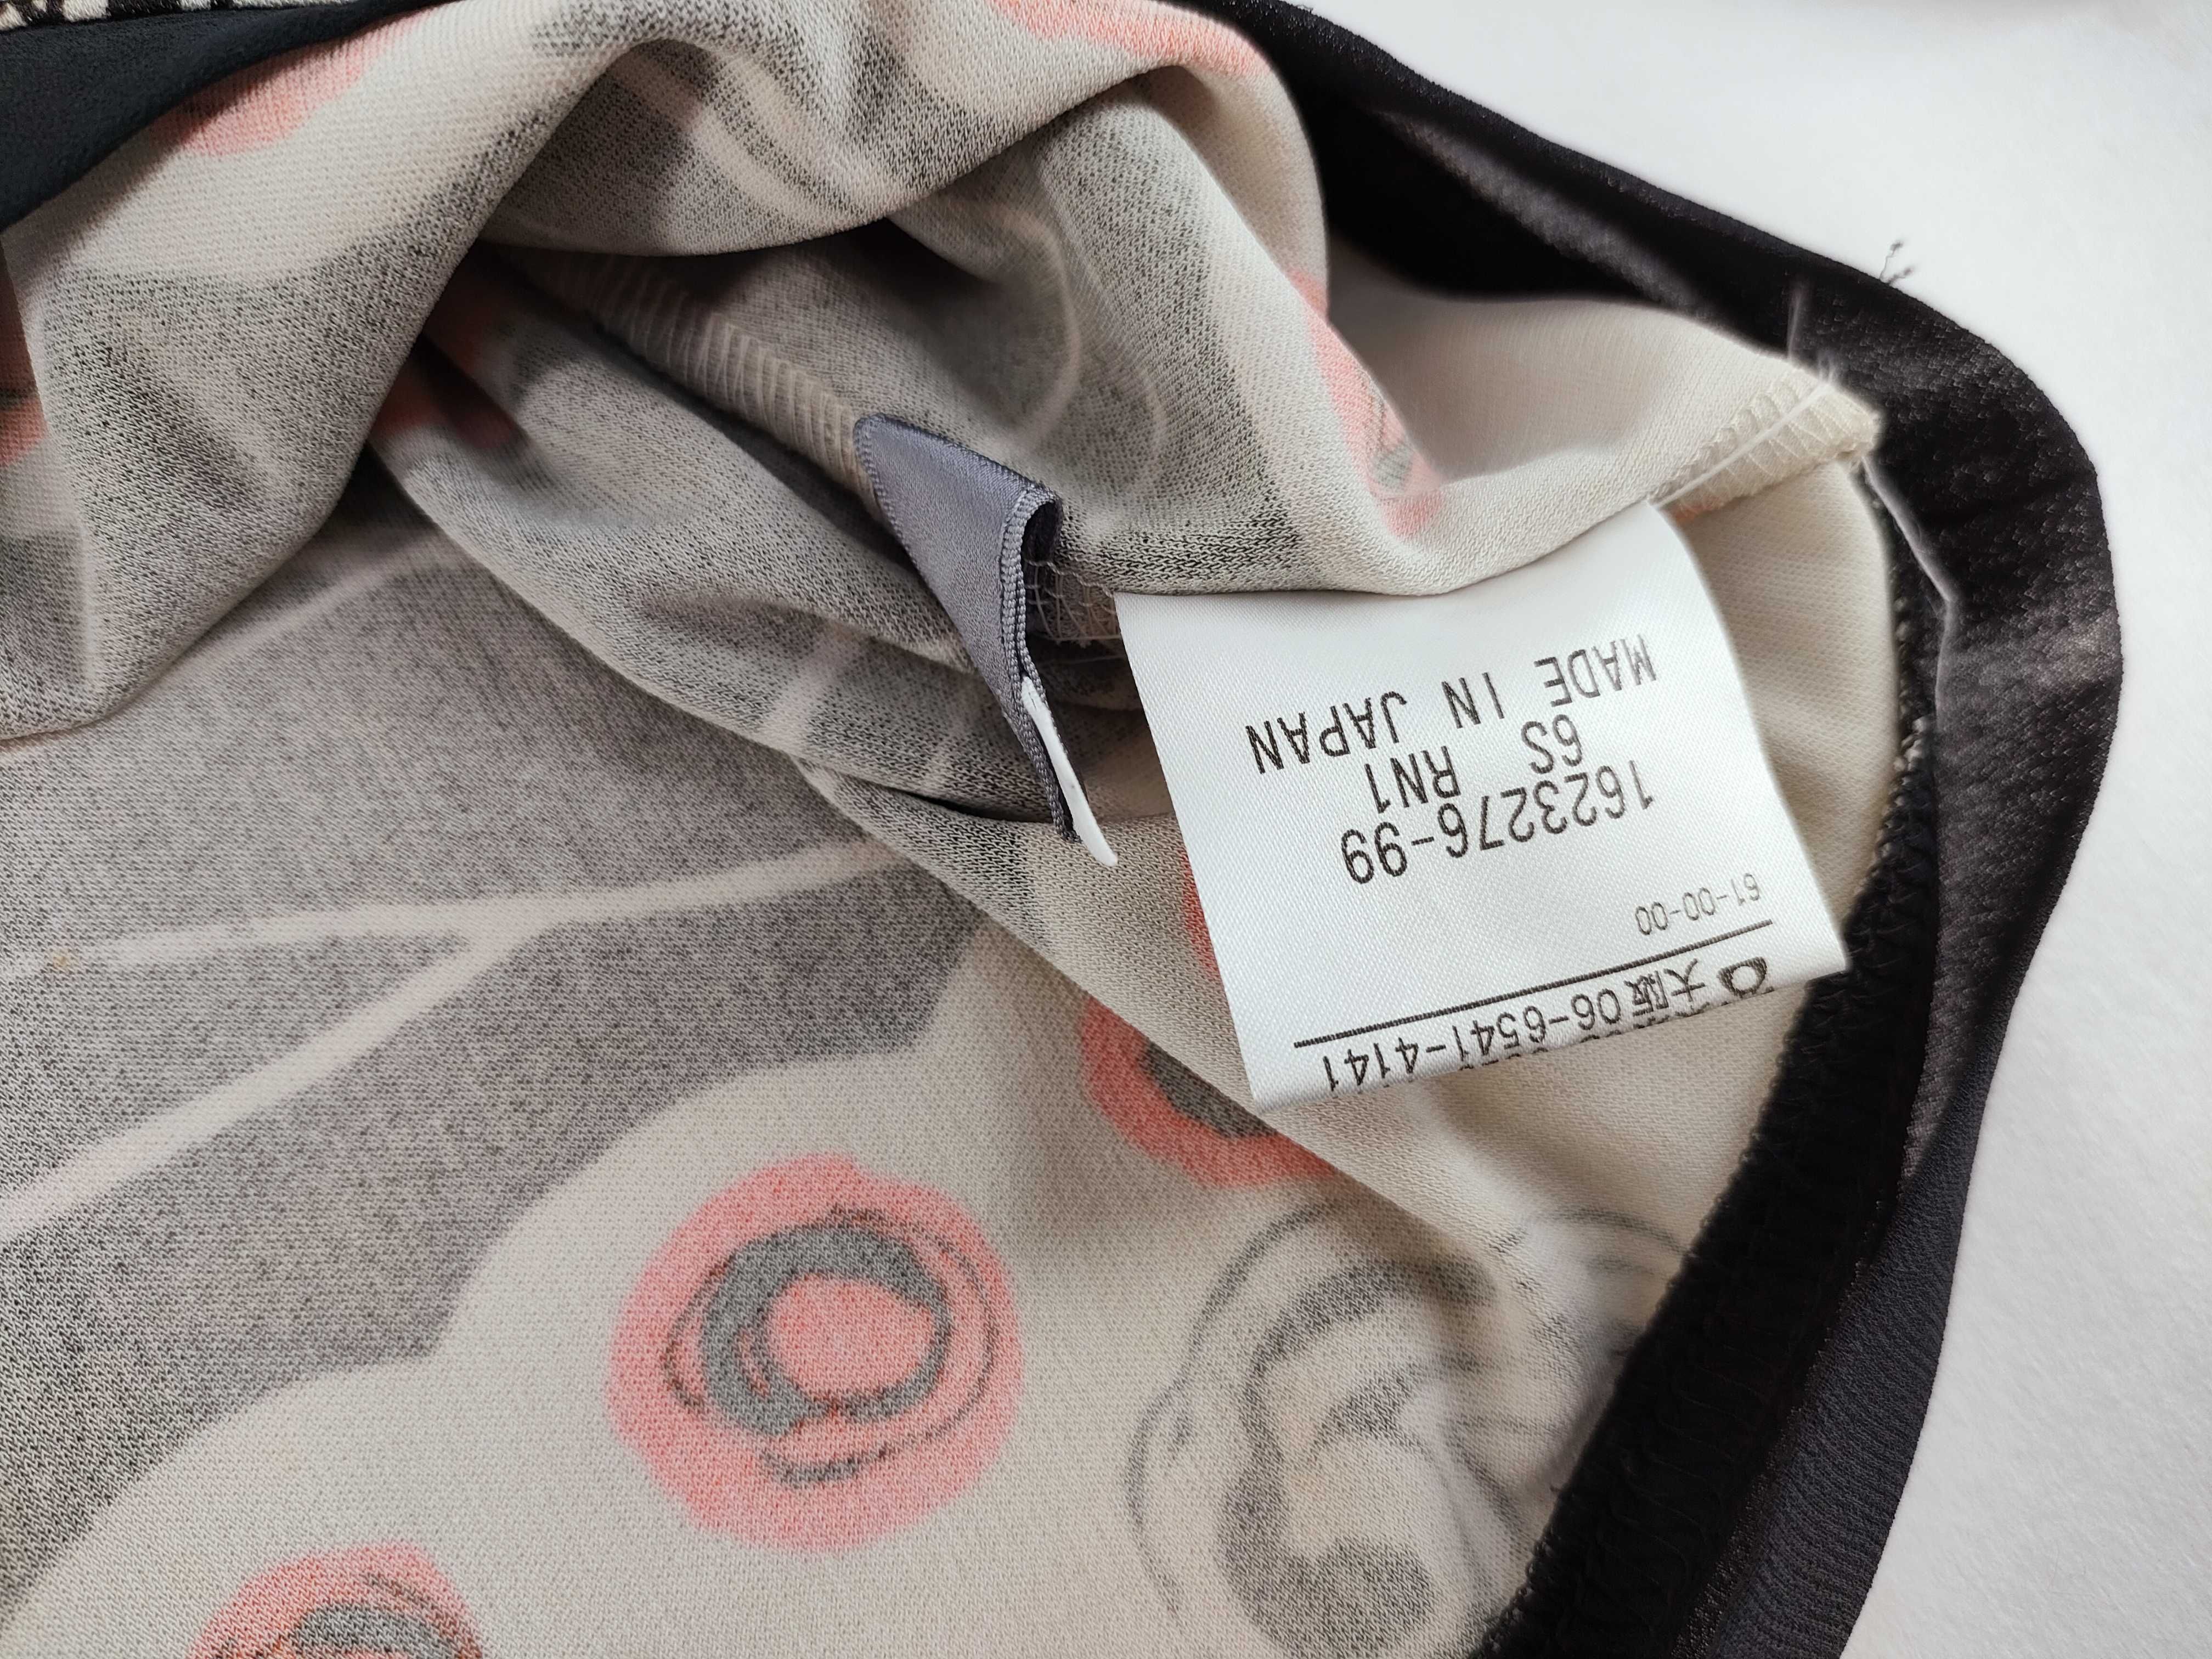 大阪06-6541-4141
61-00-00
1623276-99
6S RN1
MADE IN JAPAN